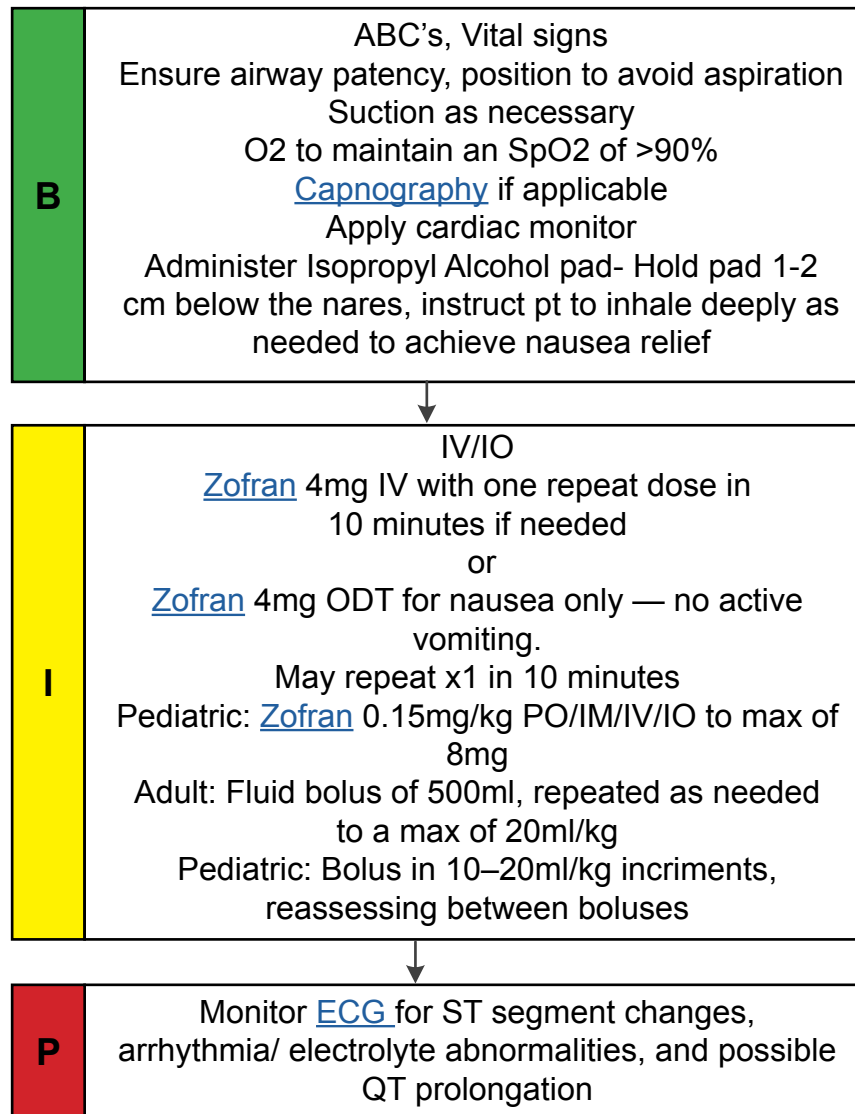 B
ABC's, Vital signs
Ensure airway patency, position to avoid aspiration
Suction as necessary
O2 to maintain an SpO2 of >90%
Capnography if applicable
Apply cardiac monitor
Administer Isopropyl Alcohol pad- Hold pad 1-2
cm below the nares, instruct pt to inhale deeply as
needed to achieve nausea relief
I
IV/IO
Zofran 4mg IV with one repeat dose in
10 minutes if needed
or
Zofran 4mg ODT for nausea only — no active
vomiting.
May repeat x1 in 10 minutes
Pediatric: Zofran 0.15mg/kg PO/IM/IV/IO to max of
8mg
Adult: Fluid bolus of 500ml, repeated as needed
to a max of 20ml/kg
Pediatric: Bolus in 10–20ml/kg incriments,
reassessing between boluses
P
Monitor ECG for ST segment changes,
arrhythmia/ electrolyte abnormalities, and possible
QT prolongation